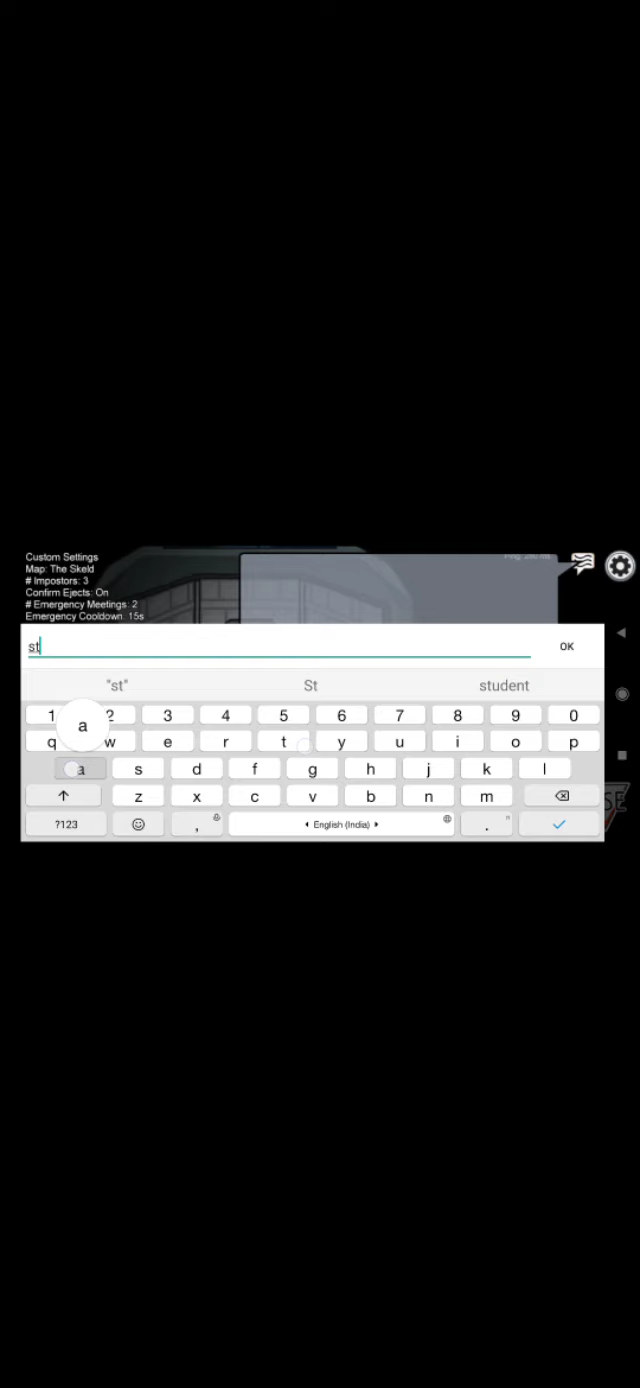 Custom Settings
Map: The Skeld
# Impostors: 3
Confirm Ejects: On
# Emergency Meetings: 2
Emergency Cooldown: 15s
st
OK
"st" St student
1 2 3 4 5 6 7 8 9 0
a
q w e r t y u i o p
a s d f g h j k l
z x c v b n m
?123 , English (India) .